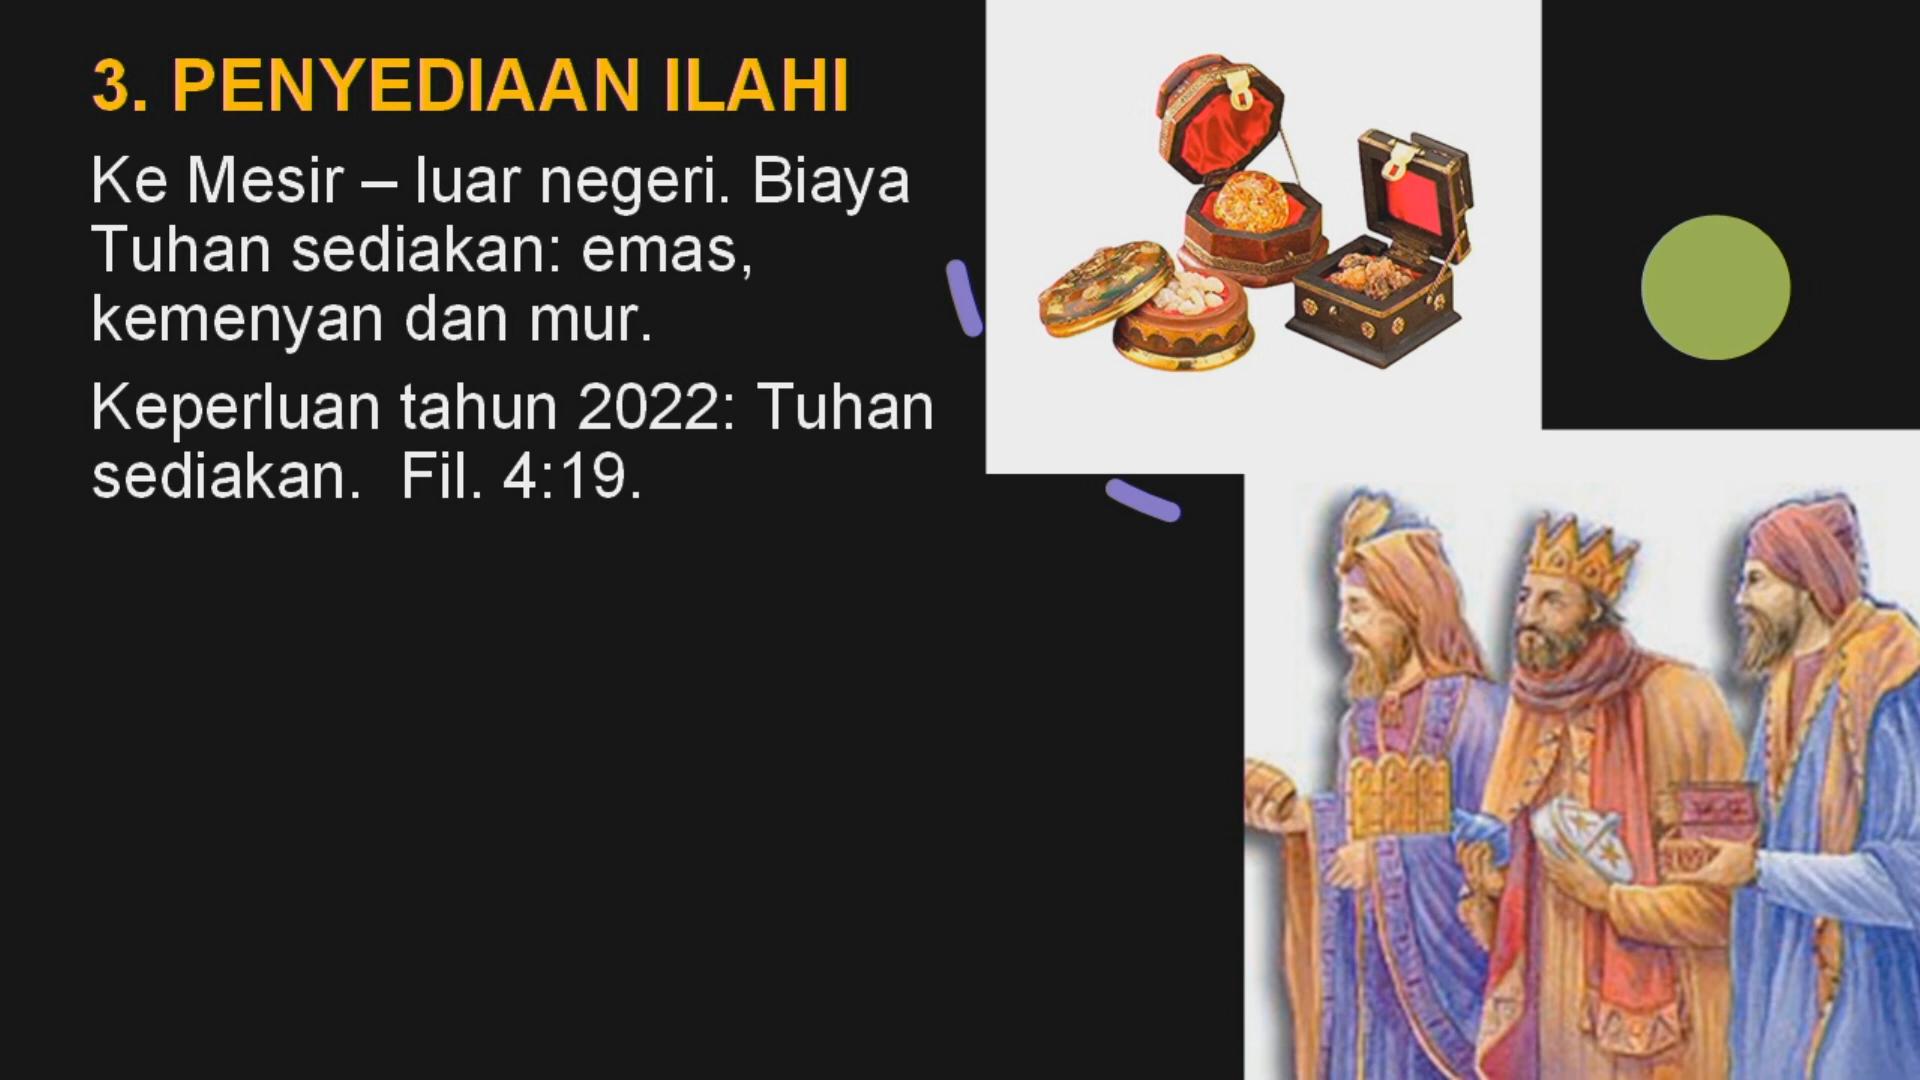 3. PENYEDIAAN ILAHI
Ke Mesir – luar negeri. Biaya
Tuhan sediakan: emas,
kemenyan dan mur.
Keperluan tahun 2022: Tuhan
sediakan.  Fil. 4:19.